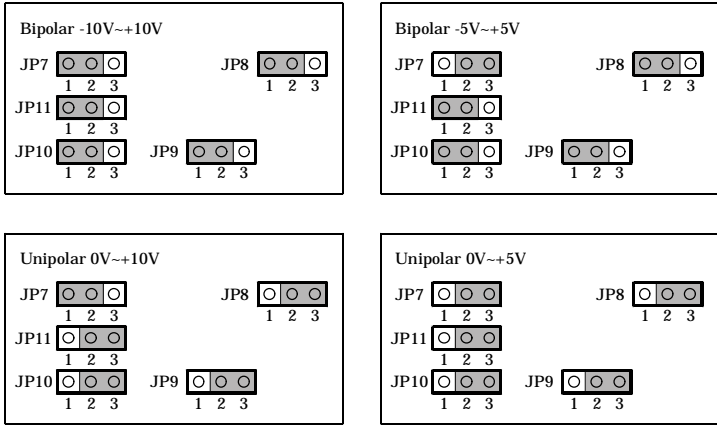 Bipolar -10V~+10V
JP7 JP8
1 2 3 1 2 3
JP11
1 2 3
JP10 JP9
1 2 3 1 2 3
Bipolar -5V~+5V
JP7 JP8
1 2 3 1 2 3
JP11
1 2 3
JP10 JP9
1 2 3 1 2 3
Unipolar 0V~+10V
JP7 JP8
1 2 3 1 2 3
JP11
1 2 3
JP10 JP9
1 2 3 1 2 3
Unipolar 0V~+5V
JP7 JP8
1 2 3 1 2 3
JP11
1 2 3
JP10 JP9
1 2 3 1 2 3